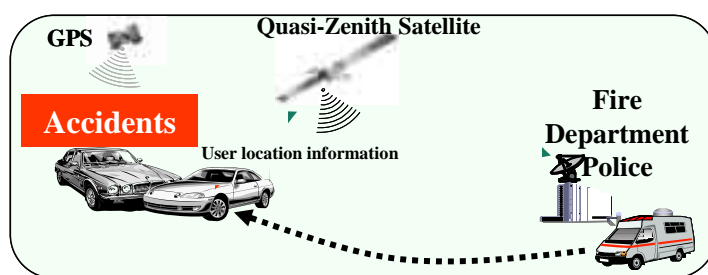 GPS
Quasi-Zenith Satellite
Accidents
User location information
Fire
Department
Police